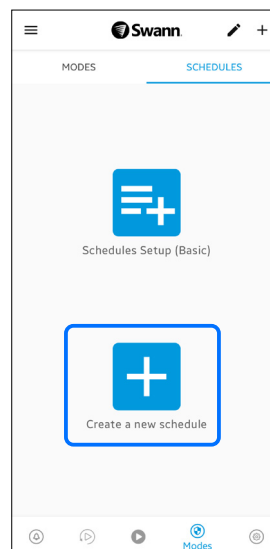 Swann.
MODES SCHEDULES
Schedules Setup (Basic)
Create a new schedule
Modes